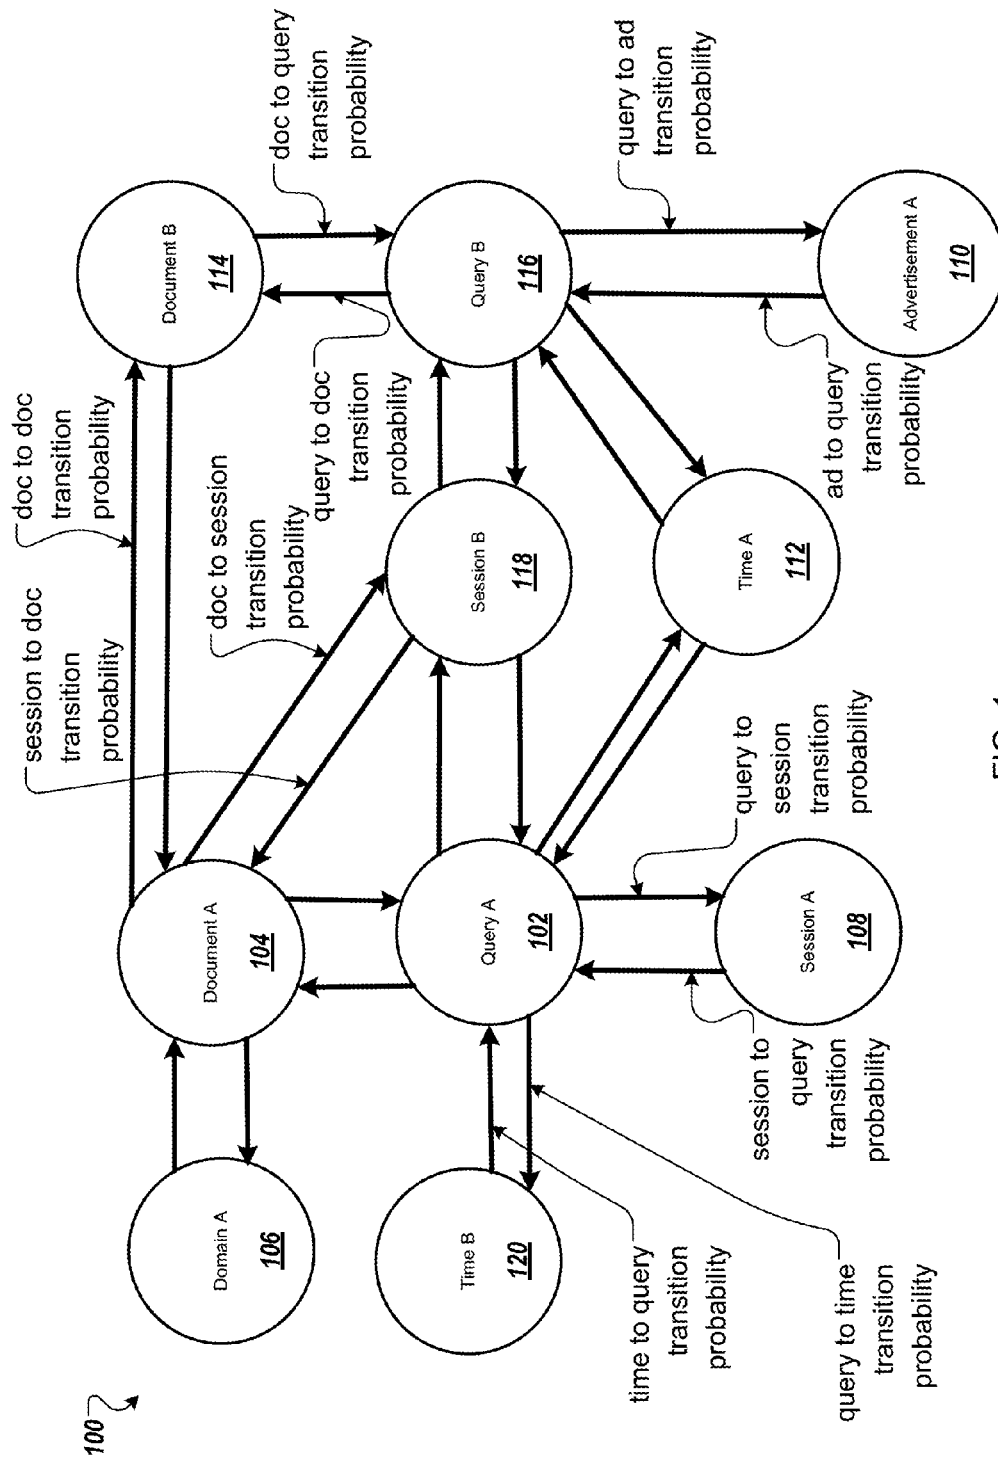 100
session to doc
transition
probability
doc to doc
transition
probability
Domain A
106
Document A
104
Document B
114
doc to session
transition
probability
doc to query
transition
probability
query to doc
transition
probability
Time B
120
Query A
102
Session B
118
Query B
116
time to query
transition
probability
query to ad
transition
probability
session to
query
transition
probability
query to
session
transition
probability
Session A
108
Time A
112
ad to query
transition
probability
Advertisement A
110
query to time
transition
probability